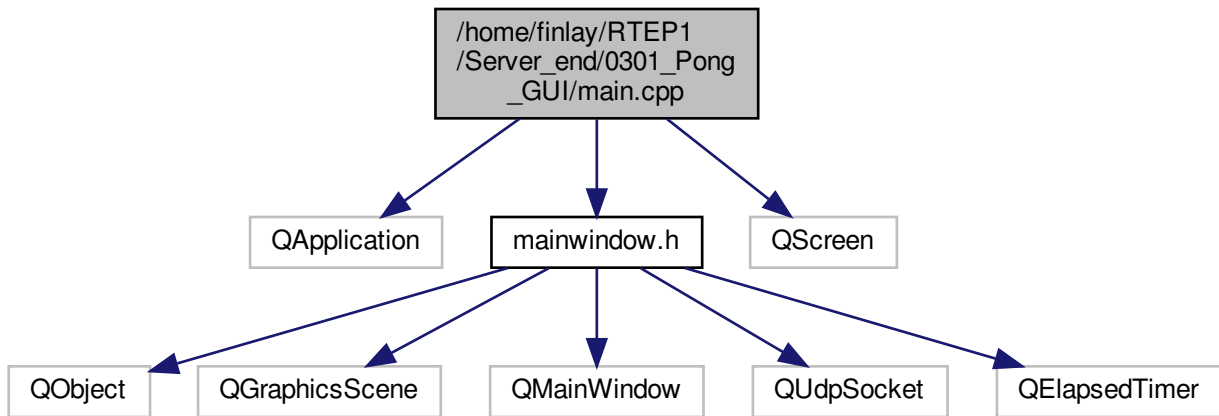 /home/finlay/RTEP1
/Server_end/0301_Pong
_GUI/main.cpp
QApplication
mainwindow.h
QScreen
QObject
QGraphicsScene
QMainWindow
QUdpSocket
QElapsedTimer